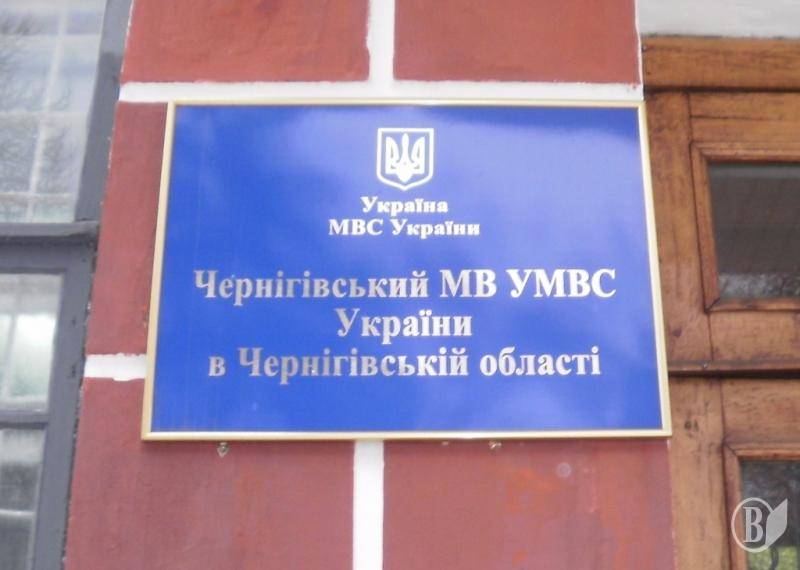 Україна
МВС України
Чернігівський МВ УМВС
України
в Чернігівській області
В